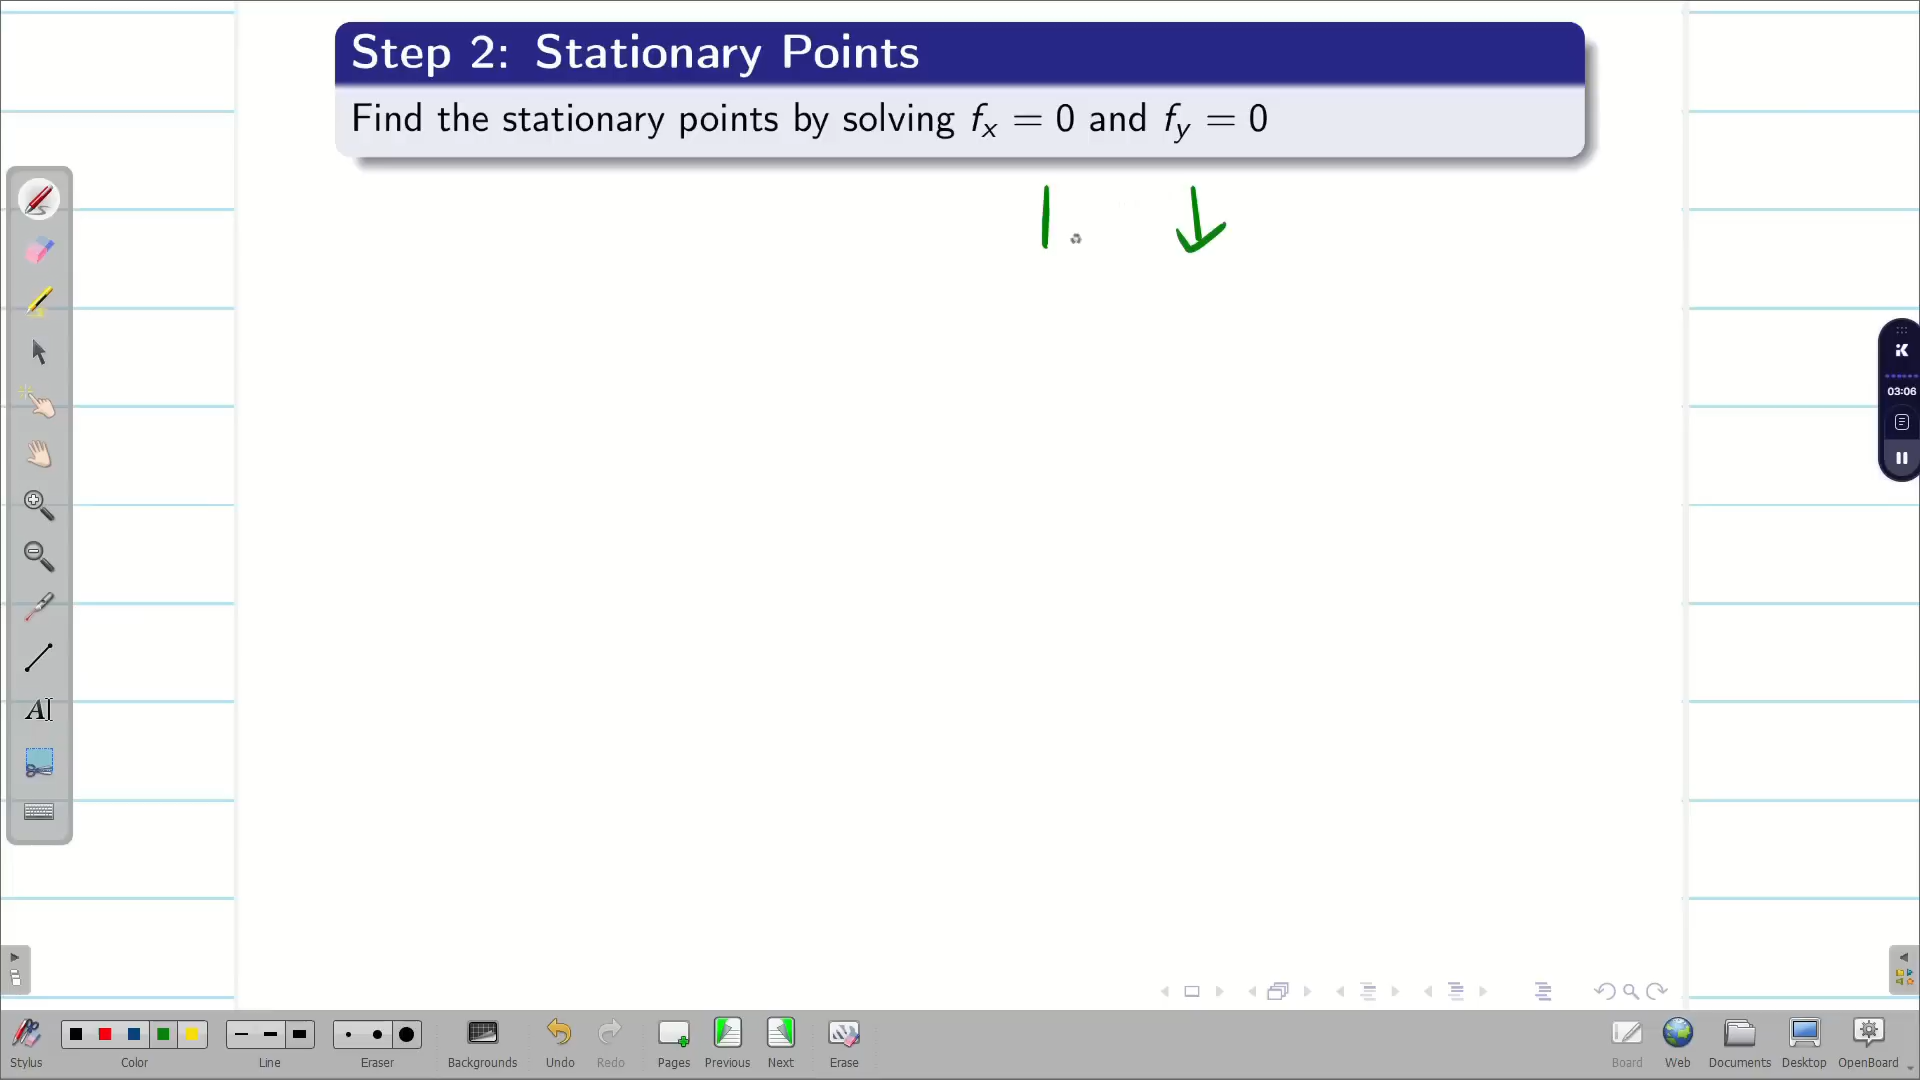 Step 2: Stationary Points
Find the stationary points by solving fₓ = 0 and f_y = 0
03:06
Stylus
Color
Line
Eraser
Backgrounds
Undo
Redo
Pages
Previous
Next
Erase
Board
Web
Documents
Desktop
OpenBoard